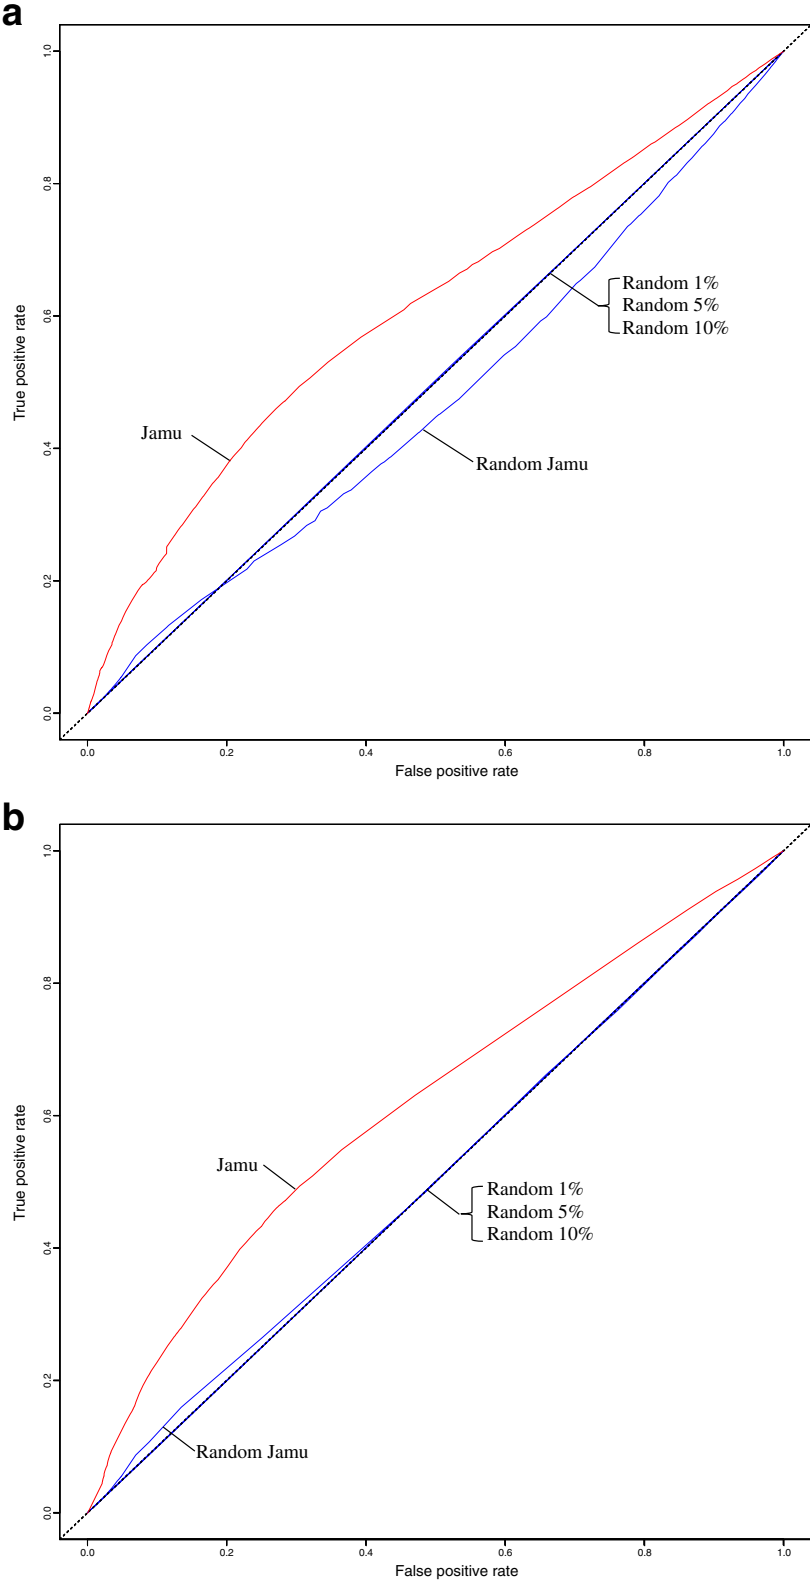 a
1.0
0.8
0.6
0.4
0.2
0.0
True positive rate
Jamu
Random 1%
Random 5%
Random 10%
Random Jamu
0.0 0.2 0.4 0.6 0.8 1.0
False positive rate
b
1.0
0.8
0.6
0.4
0.2
0.0
True positive rate
Jamu
Random 1%
Random 5%
Random 10%
Random Jamu
0.0 0.2 0.4 0.6 0.8 1.0
False positive rate